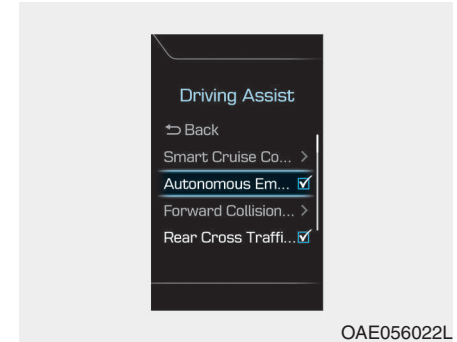 Driving Assist
Back
Smart Cruise Co... >
Autonomous Em...
Forward Collision... >
Rear Cross Traffi...
OAE056022L